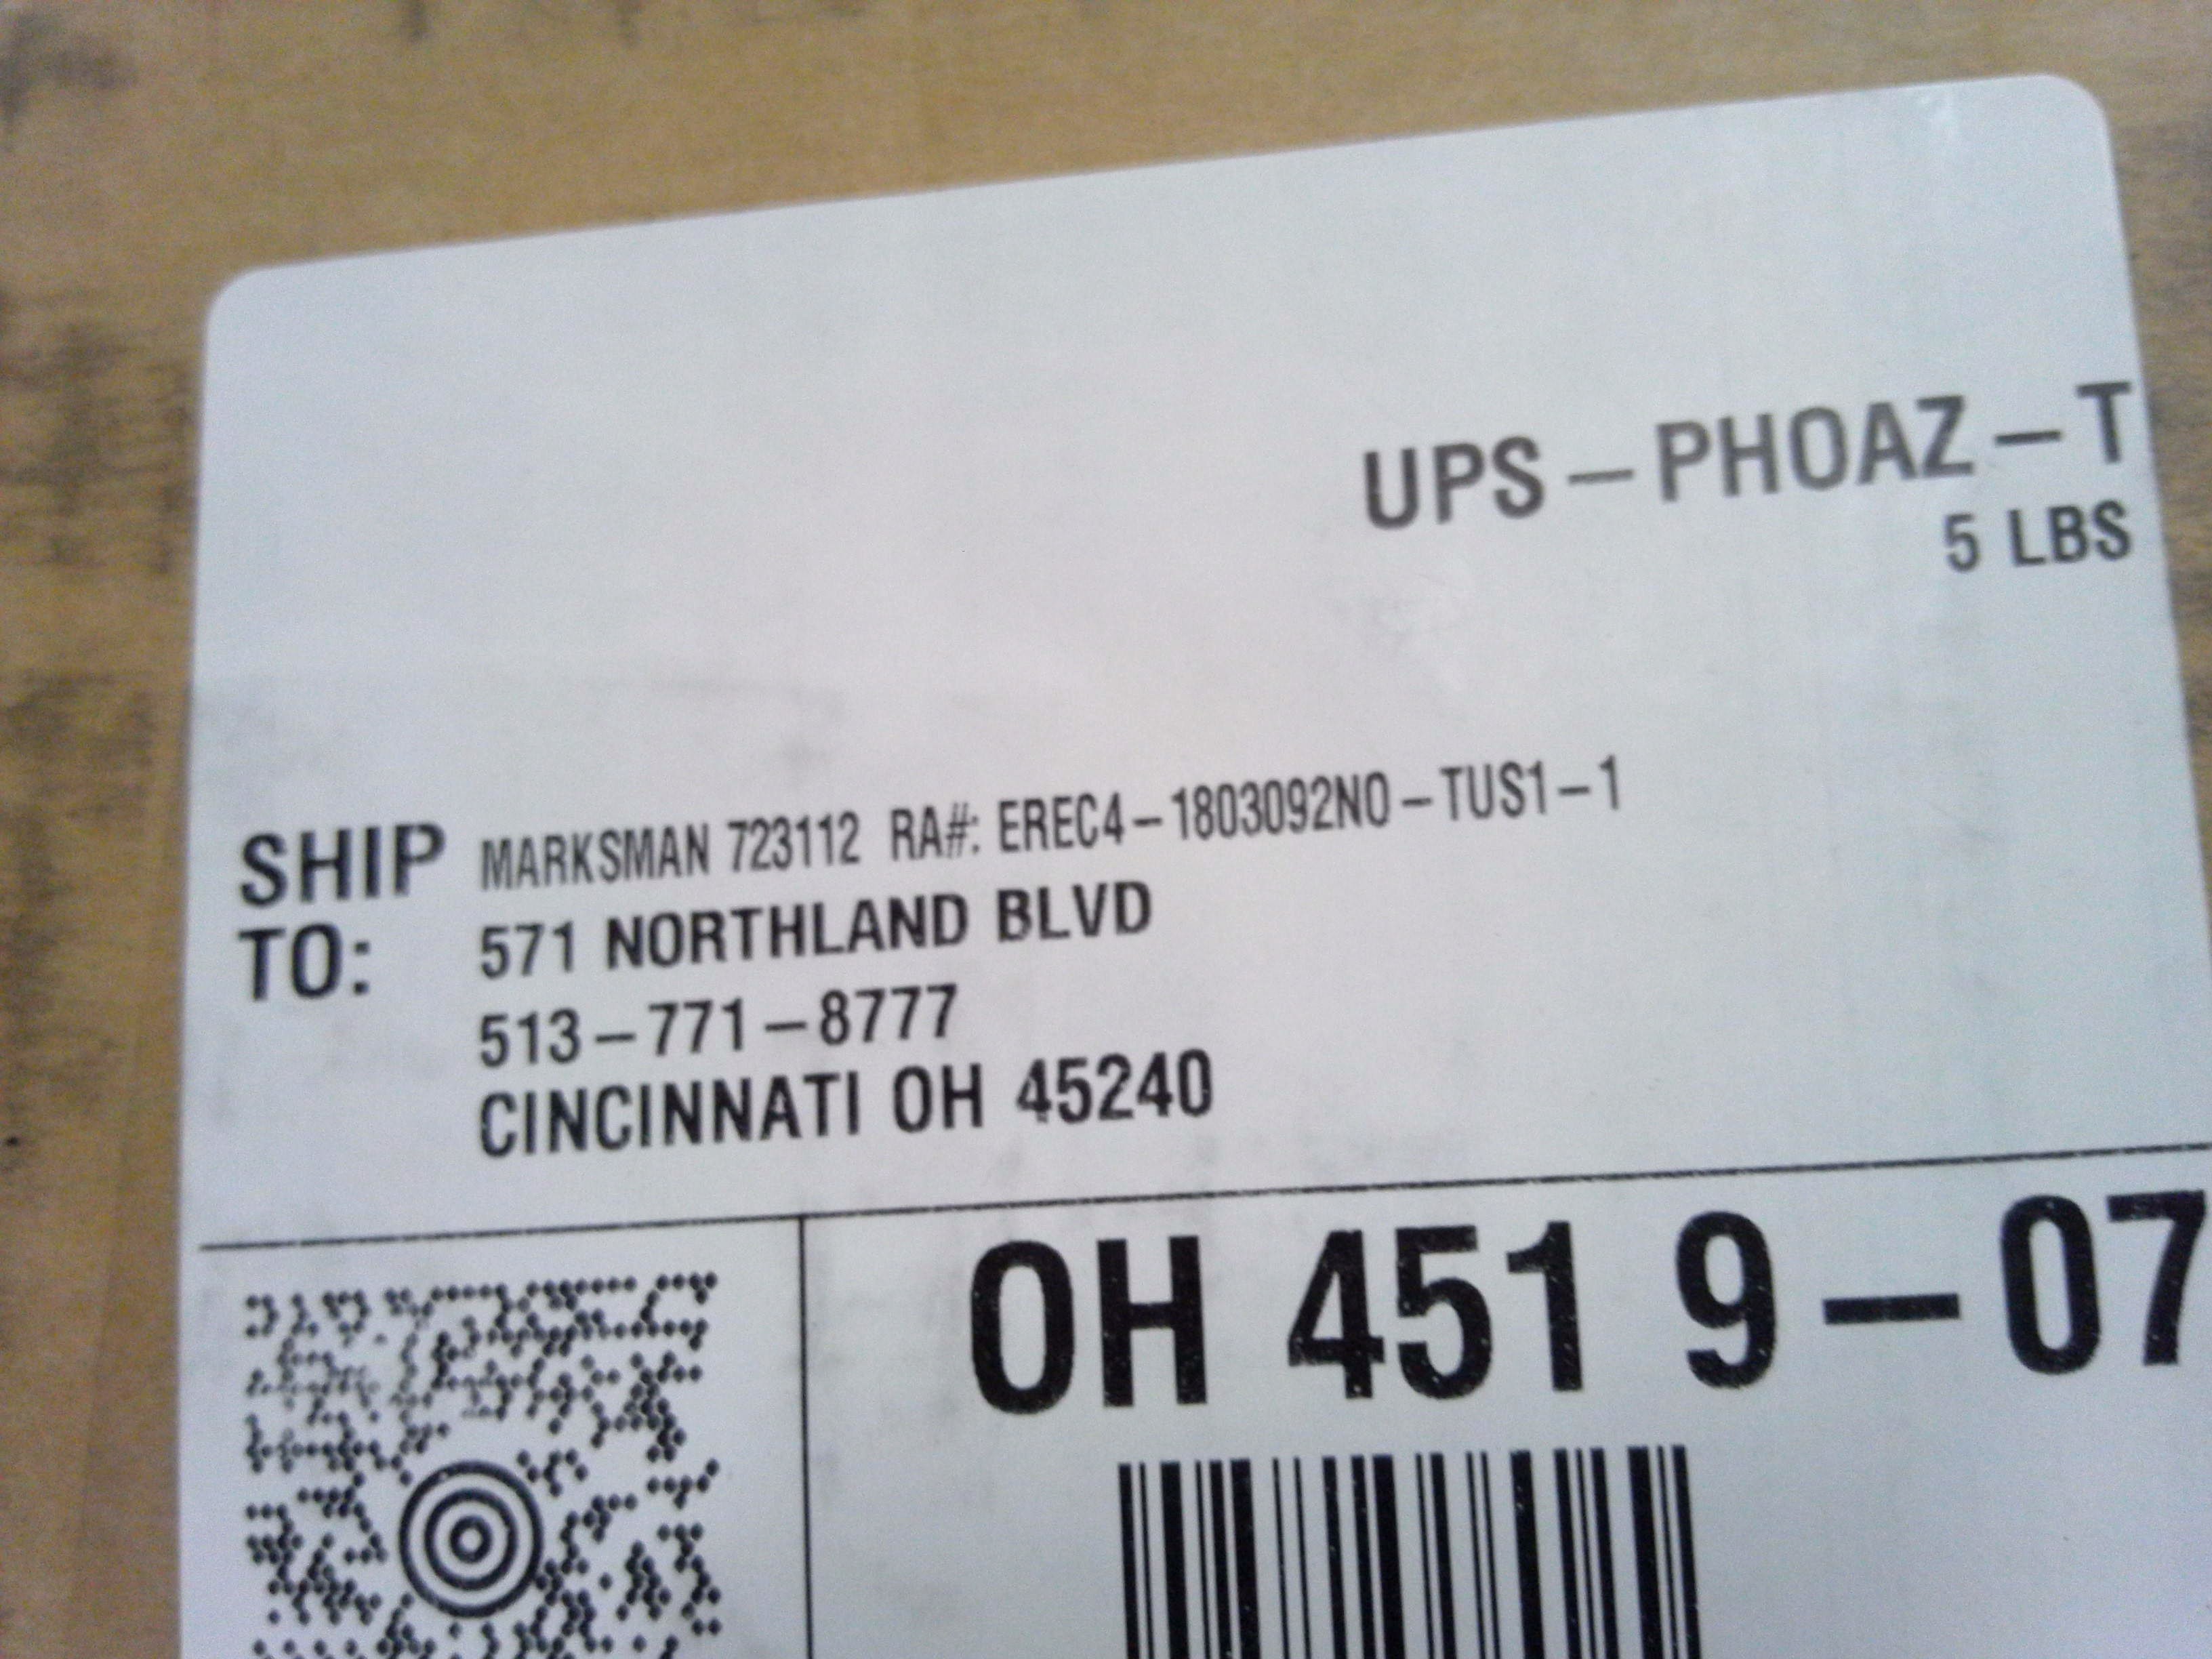 UPS – PHOAZ – T
5 LBS
SHIP TO:
MARKSMAN 723112 RA#: EREC4–1803092N0–TUS1–1
571 NORTHLAND BLVD
513–771–8777
CINCINNATI OH 45240
OH 451 9–07